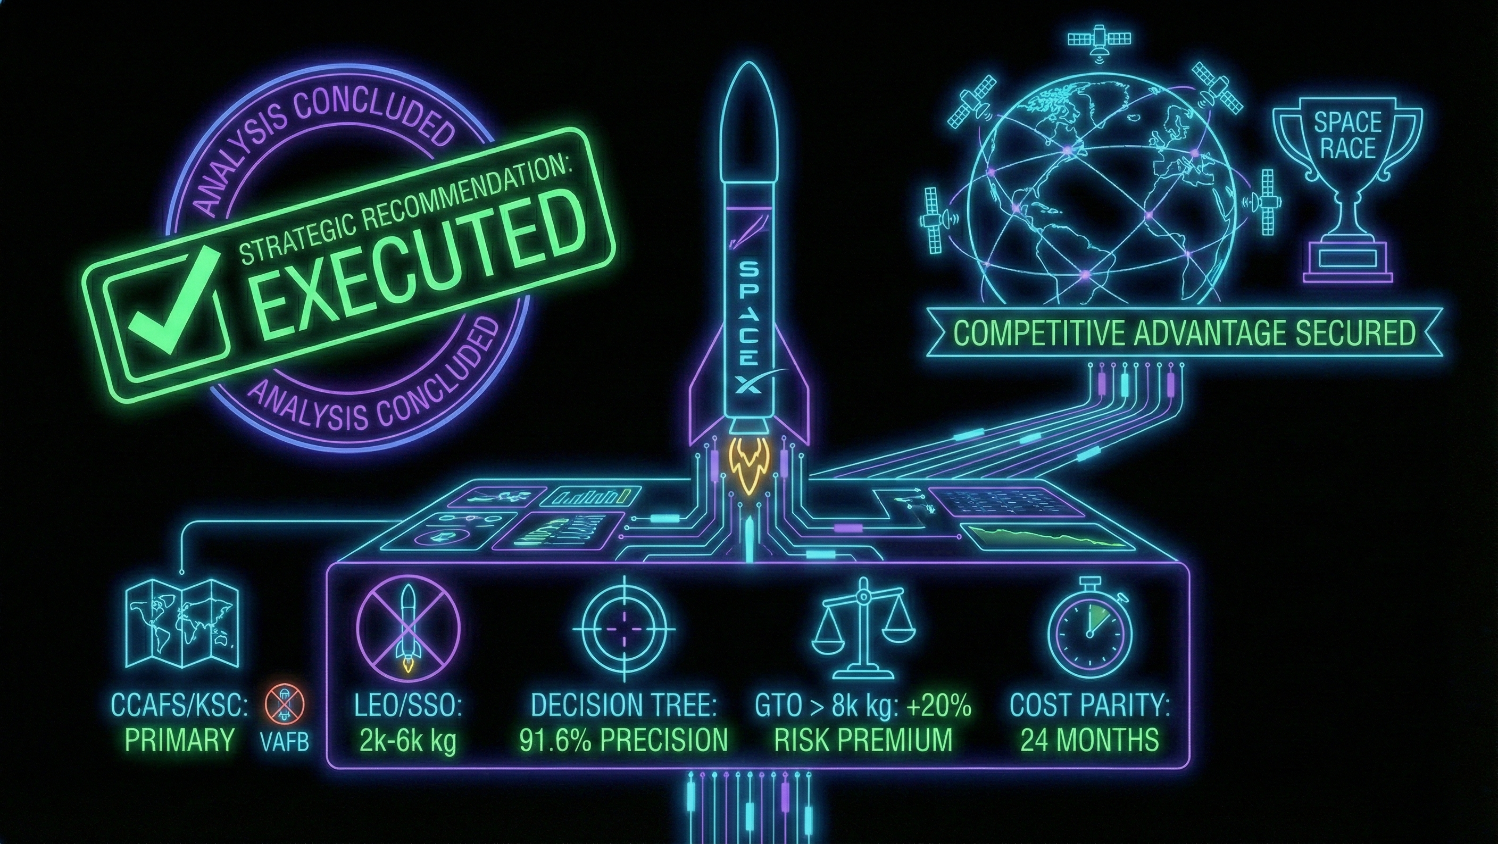 ANALYSIS CONCLUDED
STRATEGIC RECOMMENDATION:
EXECUTED
ANALYSIS CONCLUDED
SPACEX
SPACE
RACE
COMPETITIVE ADVANTAGE SECURED
CCAFS/KSC:
PRIMARY
VAFB
LEO/SSO:
2k-6k kg
DECISION TREE:
91.6% PRECISION
GTO > 8k kg: +20%
RISK PREMIUM
COST PARITY:
24 MONTHS